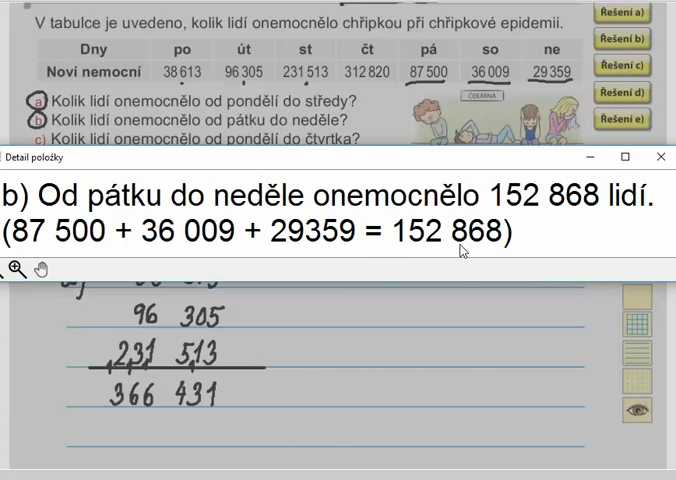 V tabulce je uvedeno, kolik lidí onemocnělo chřipkou při chřipkové epidemii.
Řešení a)
Řešení b)
Řešení c)
Řešení d)
Řešení e)
Dny po út st čt pá so ne
Noví nemocní 38 613 96 305 231 513 312 820 87 500 36 009 29 359
a) Kolik lidí onemocnělo od pondělí do středy?
b) Kolik lidí onemocnělo od pátku do neděle?
c) Kolik lidí onemocnělo od pondělí do čtvrtka?
ČEKÁRNA
Detail položky
b) Od pátku do neděle onemocnělo 152 868 lidí.
(87 500 + 36 009 + 29359 = 152 868)
96 305
231 513
366 431